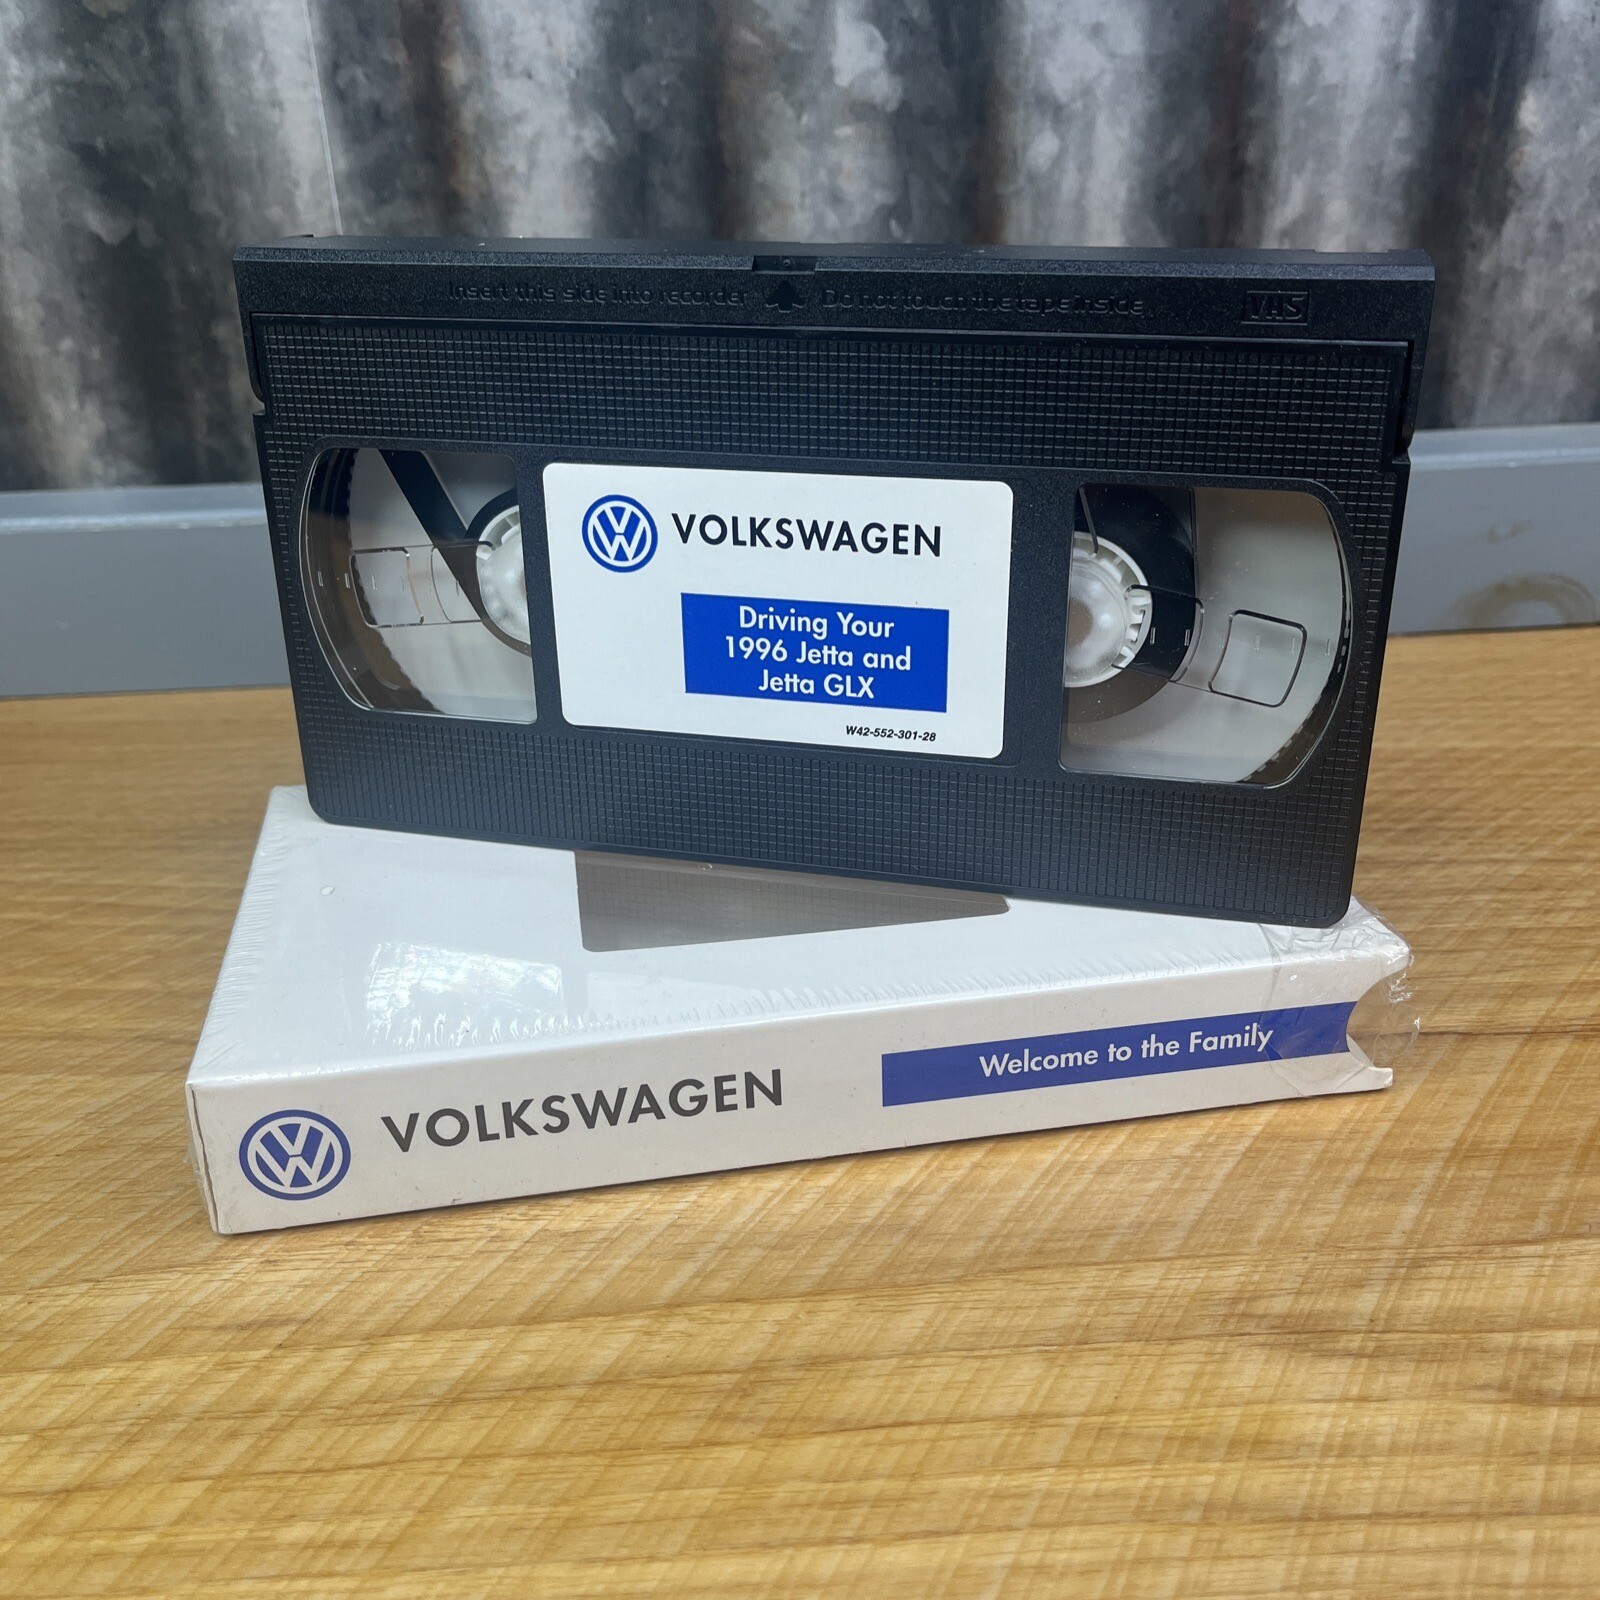 Insert this side into recorder Do not touch the tape inside VHS
VOLKSWAGEN
Driving Your
1996 Jetta and
Jetta GLX
W42-552-301-28
VOLKSWAGEN Welcome to the Family